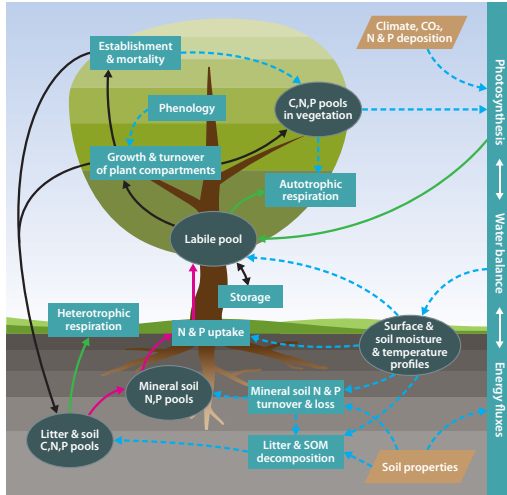 Climate, CO₂,
N & P deposition
Establishment
& mortality
Phenology
C,N,P pools
in vegetation
Growth & turnover
of plant compartments
Autotrophic
respiration
Labile pool
Storage
Heterotrophic
respiration
N & P uptake
Surface &
soil moisture
& temperature
profiles
Mineral soil
N,P pools
Mineral soil N & P
turnover & loss
Litter & soil
C,N,P pools
Litter & SOM
decomposition
Soil properties
Photosynthesis
Water balance
Energy fluxes